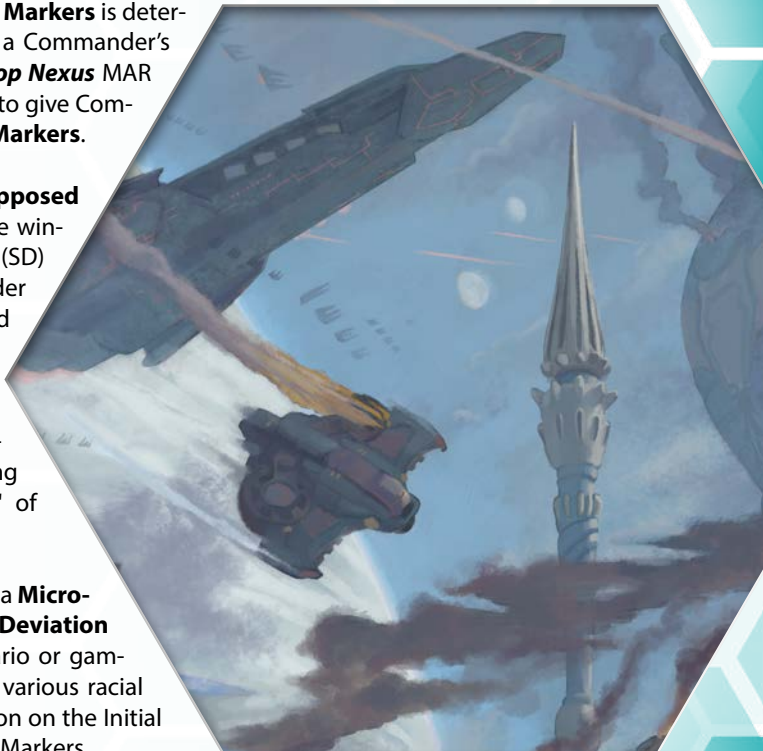 Markers is deter-
a Commander's
op Nexus MAR
to give Com-
Markers.
pposed
e win-
(SD)
der
d
ng
" of
a Micro-
Deviation
ario or gam-
various racial
on on the Initial
Markers